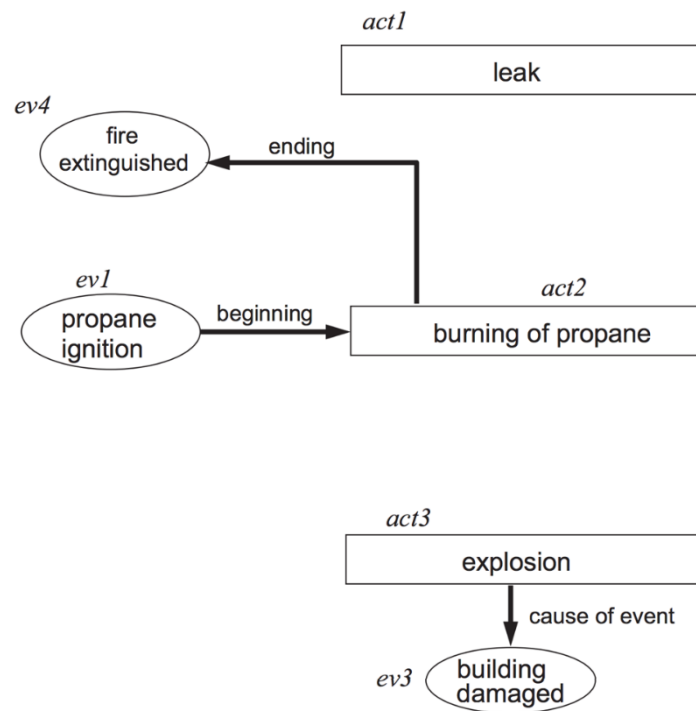 act1
leak
ev4
fire
extinguished
ending
ev1
propane
ignition
beginning
act2
burning of propane
act3
explosion
cause of event
ev3
building
damaged